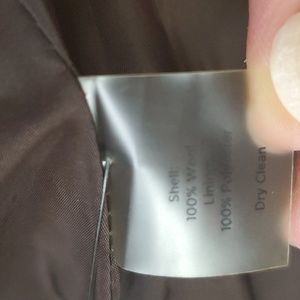 Shell:
100% Wool
Lining:
100% Polyester
Dry Clean